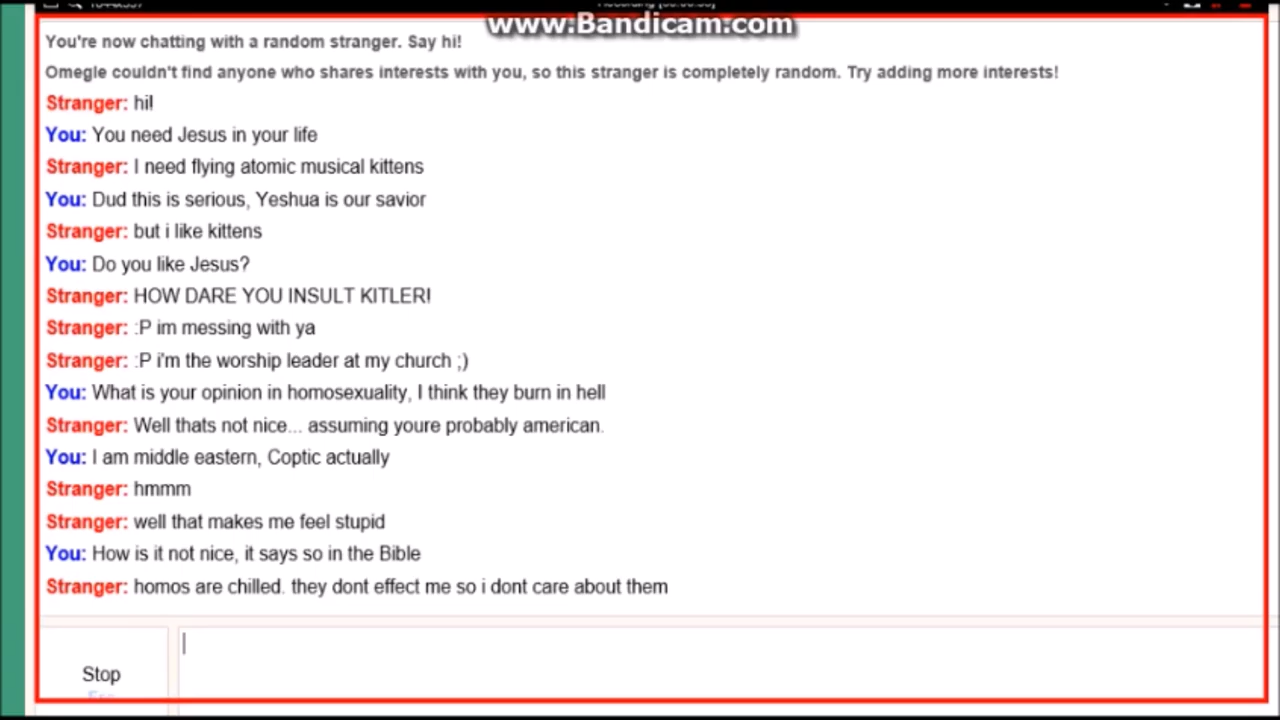 www.Bandicam.com
You're now chatting with a random stranger. Say hi!
Omegle couldn't find anyone who shares interests with you, so this stranger is completely random. Try adding more interests!
Stranger: hi!
You: You need Jesus in your life
Stranger: I need flying atomic musical kittens
You: Dud this is serious, Yeshua is our savior
Stranger: but i like kittens
You: Do you like Jesus?
Stranger: HOW DARE YOU INSULT KITLER!
Stranger: :P im messing with ya
Stranger: :P i'm the worship leader at my church ;)
You: What is your opinion in homosexuality, I think they burn in hell
Stranger: Well thats not nice... assuming youre probably american.
You: I am middle eastern, Coptic actually
Stranger: hmmm
Stranger: well that makes me feel stupid
You: How is it not nice, it says so in the Bible
Stranger: homos are chilled. they dont effect me so i dont care about them
Stop